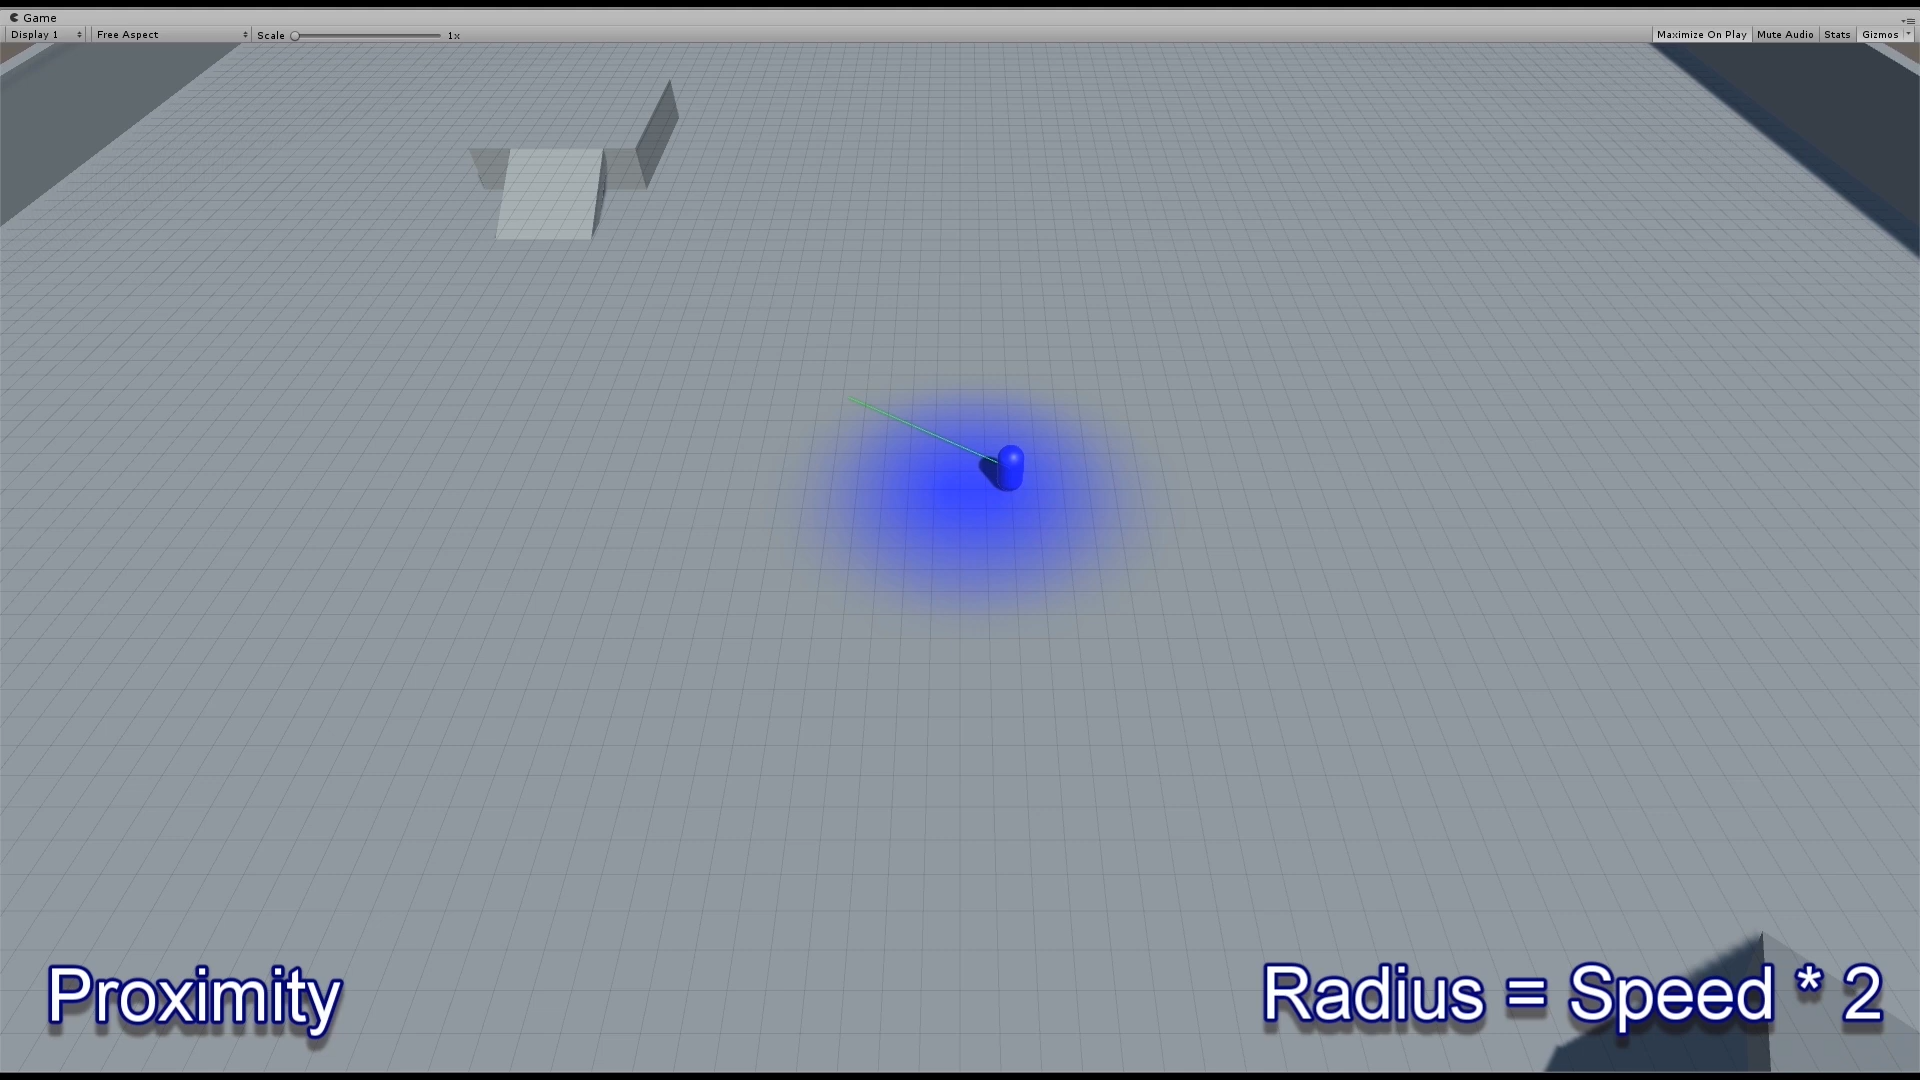 Game
Display 1 Free Aspect Scale 1x Maximize On Play Mute Audio Stats Gizmos
Proximity Radius = Speed * 2